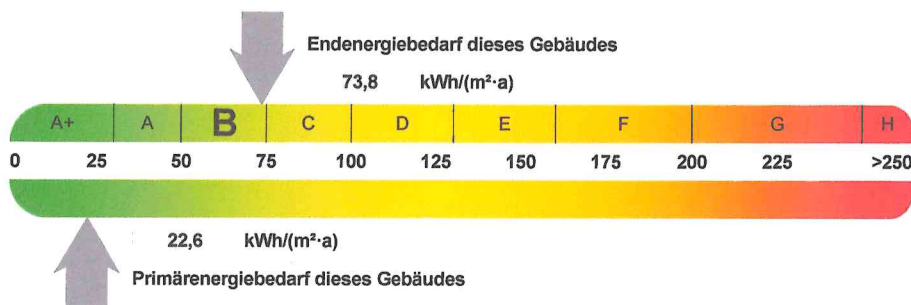 Endenergiebedarf dieses Gebäudes
73,8 kWh/(m²·a)
A+ A B C D E F G H
0 25 50 75 100 125 150 175 200 225 >250
22,6 kWh/(m²·a)
Primärenergiebedarf dieses Gebäudes